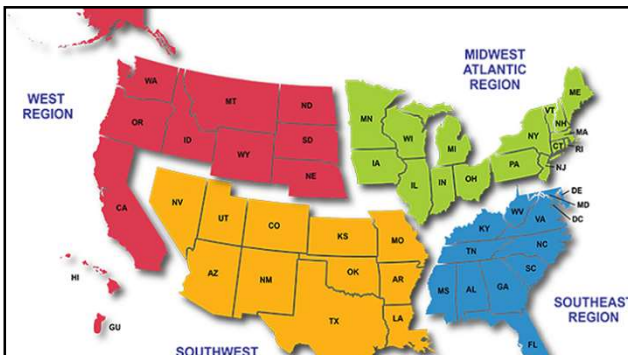 WEST
REGION
MIDWEST
ATLANTIC
REGION
SOUTHWEST
SOUTHEAST
REGION
WA
MT
ND
OR
ID
WY
SD
NE
CA
HI
GU
NV
UT
CO
KS
MO
AZ
NM
OK
AR
TX
LA
MN
WI
MI
IA
IL
IN
OH
PA
NY
VT
NH
ME
MA
RI
CT
NJ
DE
MD
DC
WV
VA
KY
TN
NC
SC
MS
AL
GA
FL